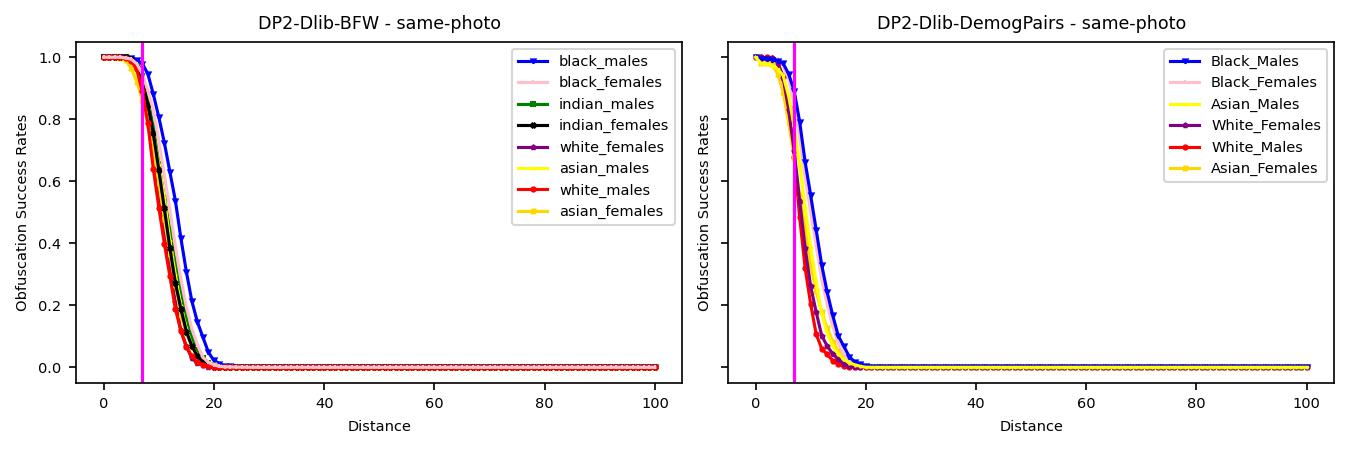 DP2-Dlib-BFW - same-photo
Obfuscation Success Rates
1.0
0.8
0.6
0.4
0.2
0.0
black_males
black_females
indian_males
indian_females
white_females
asian_males
white_males
asian_females
0 20 40 60 80 100
Distance
DP2-Dlib-DemogPairs - same-photo
Obfuscation Success Rates
Black_Males
Black_Females
Asian_Males
White_Females
White_Males
Asian_Females
0 20 40 60 80 100
Distance